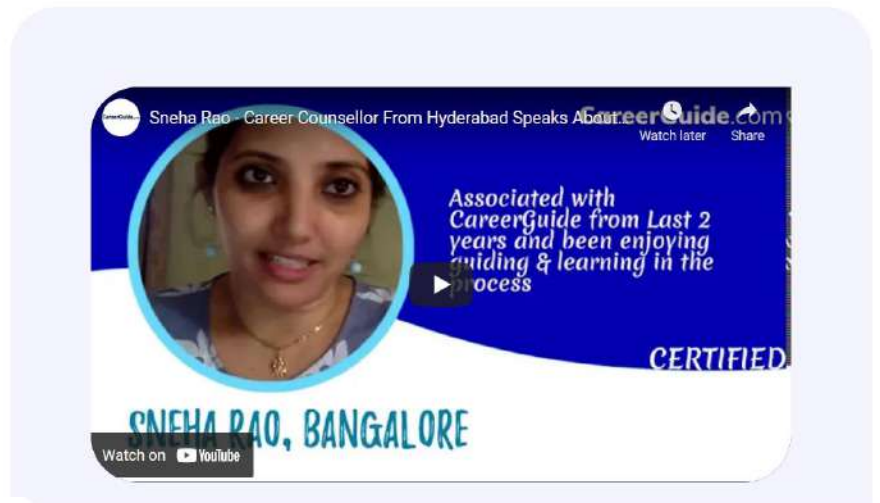 Sneha Rao - Career Counsellor From Hyderabad Speaks About...
CareerGuide.com
Watch later
Share
Associated with
CareerGuide from Last 2
years and been enjoying
guiding & learning in the
process
CERTIFIED
SNEHA RAO, BANGALORE
Watch on YouTube